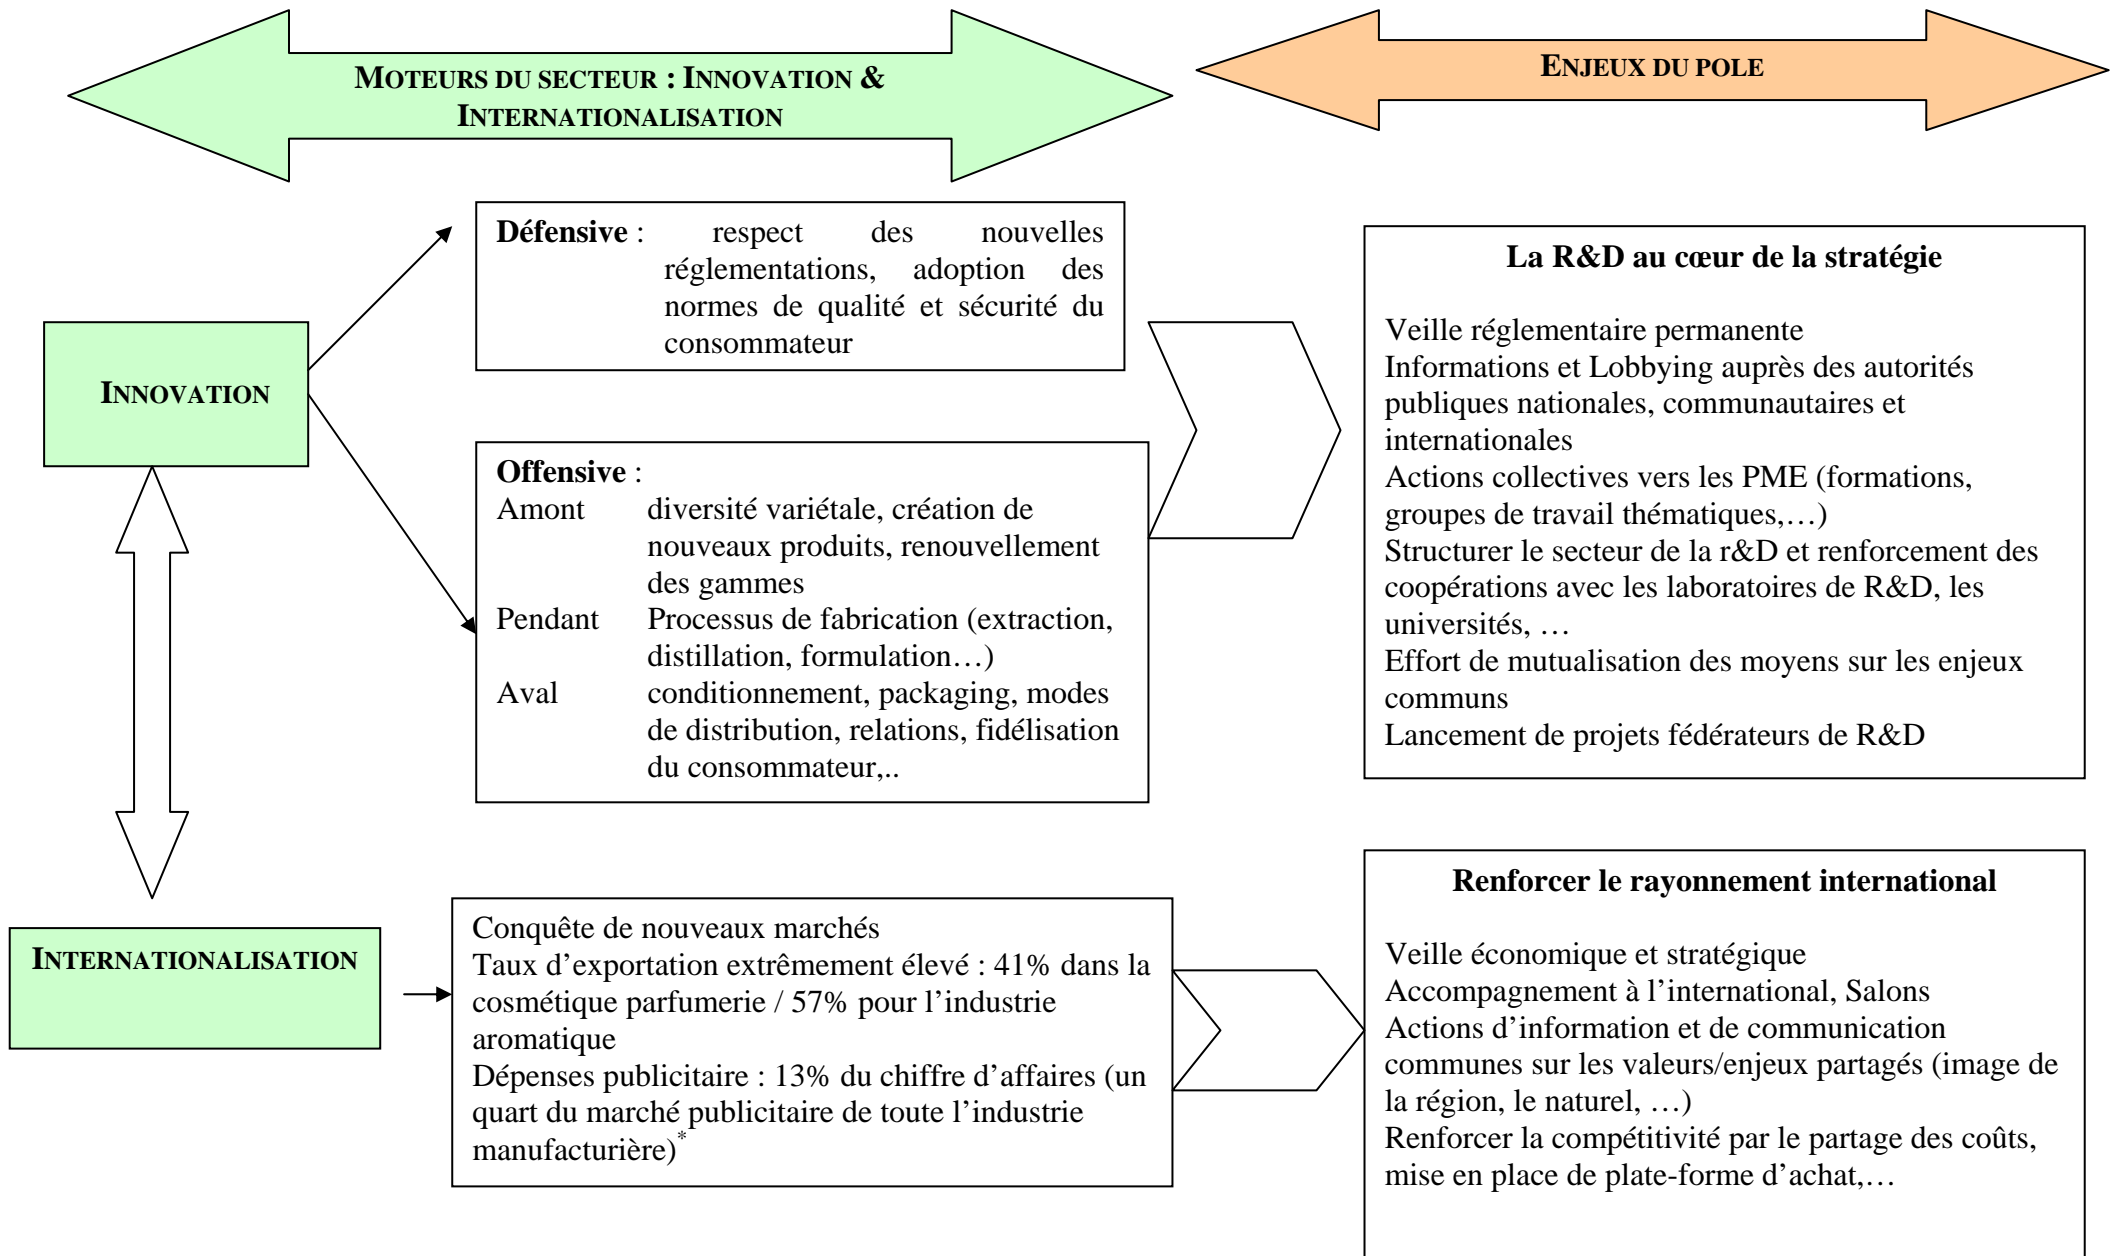 MOTEURS DU SECTEUR : INNOVATION &
INTERNATIONALISATION
ENJEUX DU POLE
INNOVATION
Défensive : respect des nouvelles
réglementations, adoption des
normes de qualité et sécurité du
consommateur
Offensive :
Amont diversité variétale, création de
nouveaux produits, renouvellement
des gammes
Pendant Processus de fabrication (extraction,
distillation, formulation…)
Aval conditionnement, packaging, modes
de distribution, relations, fidélisation
du consommateur,..
La R&D au cœur de la stratégie
Veille réglementaire permanente
Informations et Lobbying auprès des autorités
publiques nationales, communautaires et
internationales
Actions collectives vers les PME (formations,
groupes de travail thématiques,…)
Structurer le secteur de la r&D et renforcement des
coopérations avec les laboratoires de R&D, les
universités, …
Effort de mutualisation des moyens sur les enjeux
communs
Lancement de projets fédérateurs de R&D
INTERNATIONALISATION
Conquête de nouveaux marchés
Taux d’exportation extrêmement élevé : 41% dans la
cosmétique parfumerie / 57% pour l’industrie
aromatique
Dépenses publicitaire : 13% du chiffre d’affaires (un
quart du marché publicitaire de toute l’industrie
manufacturière)*
Renforcer le rayonnement international
Veille économique et stratégique
Accompagnement à l’international, Salons
Actions d’information et de communication
communes sur les valeurs/enjeux partagés (image de
la région, le naturel, …)
Renforcer la compétitivité par le partage des coûts,
mise en place de plate-forme d’achat,…